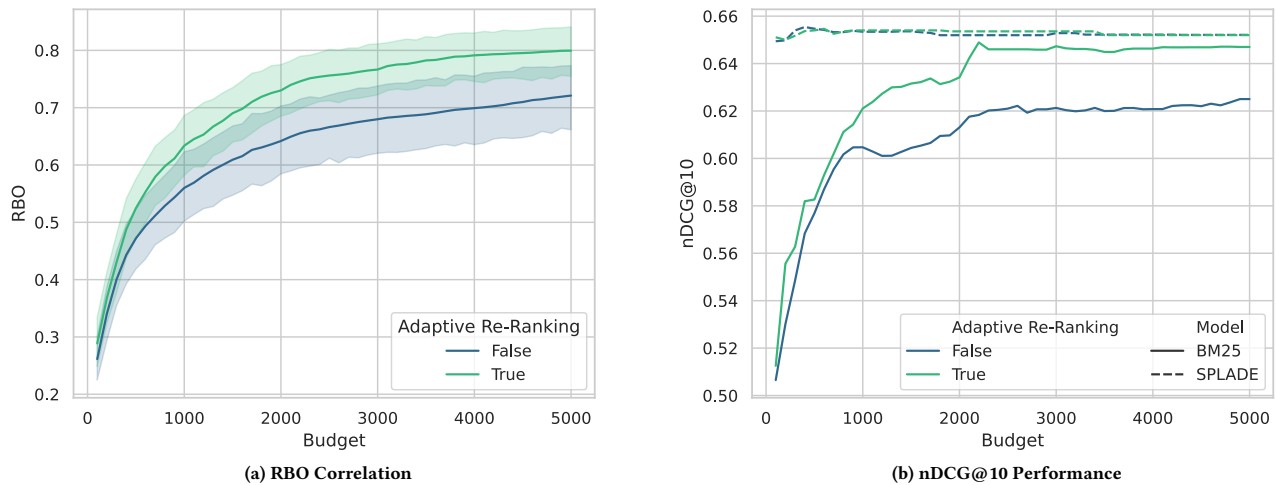 RBO
0.8
0.7
0.6
0.5
0.4
0.3
0.2
0 1000 2000 3000 4000 5000
Budget
Adaptive Re-Ranking
False
True
(a) RBO Correlation
nDCG@10
0.66
0.64
0.62
0.60
0.58
0.56
0.54
0.52
0.50
0 1000 2000 3000 4000 5000
Budget
Adaptive Re-Ranking
False
True
Model
BM25
SPLADE
(b) nDCG@10 Performance